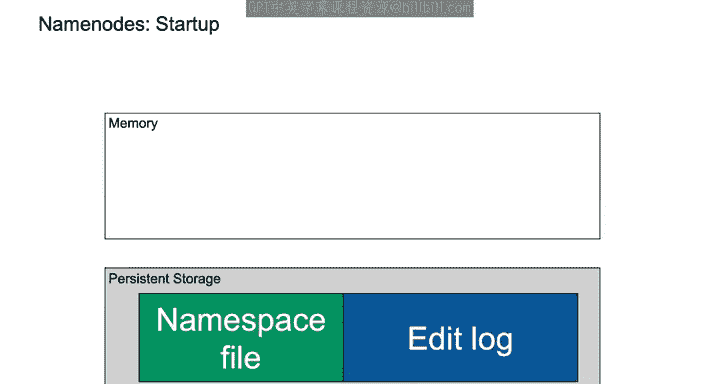 Namenodes: Startup
Memory
Persistent Storage
Namespace
file
Edit log